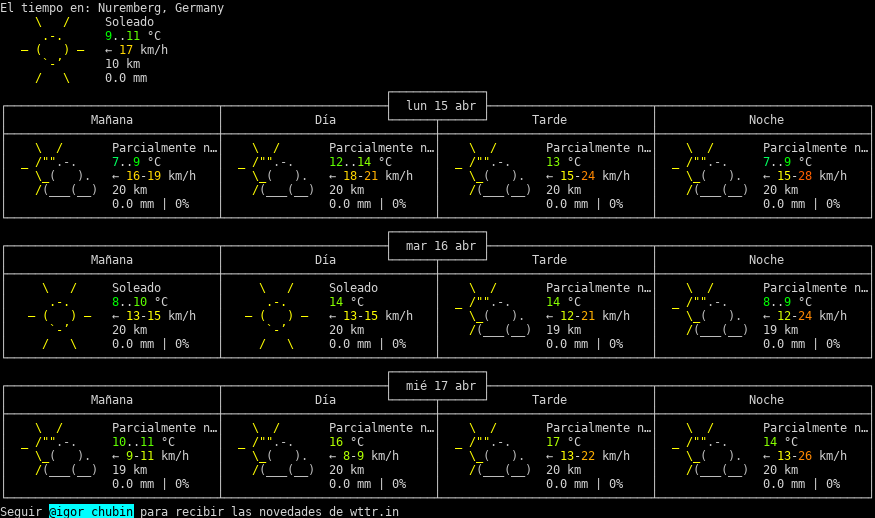 El tiempo en: Nuremberg, Germany
Soleado
9..11 °C
← 17 km/h
10 km
0.0 mm
lun 15 abr
Mañana Día Tarde Noche
Parcialmente n… Parcialmente n… Parcialmente n… Parcialmente n…
7..9 °C 12..14 °C 13 °C 7..9 °C
← 16-19 km/h ← 18-21 km/h ← 15-24 km/h ← 15-28 km/h
20 km 20 km 20 km 20 km
0.0 mm | 0% 0.0 mm | 0% 0.0 mm | 0% 0.0 mm | 0%
mar 16 abr
Mañana Día Tarde Noche
Soleado Soleado Parcialmente n… Parcialmente n…
8..10 °C 14 °C 14 °C 8..9 °C
← 13-15 km/h ← 13-15 km/h ← 12-21 km/h ← 12-24 km/h
20 km 20 km 19 km 19 km
0.0 mm | 0% 0.0 mm | 0% 0.0 mm | 0% 0.0 mm | 0%
mié 17 abr
Mañana Día Tarde Noche
Parcialmente n… Parcialmente n… Parcialmente n… Parcialmente n…
10..11 °C 16 °C 17 °C 14 °C
← 9-11 km/h ← 8-9 km/h ← 13-22 km/h ← 13-26 km/h
19 km 20 km 20 km 20 km
0.0 mm | 0% 0.0 mm | 0% 0.0 mm | 0% 0.0 mm | 0%
Seguir @igor_chubin para recibir las novedades de wttr.in